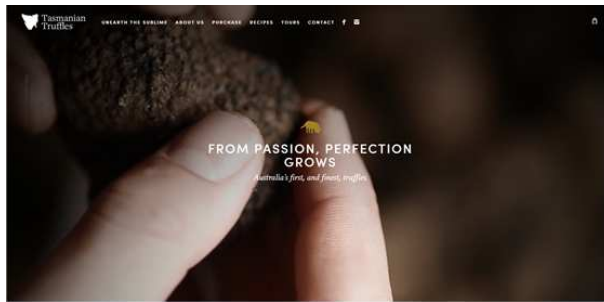 Tasmanian
Truffles
UNEARTH THE SUBLIME ABOUT US PURCHASE RECIPES TOURS CONTACT
FROM PASSION, PERFECTION
GROWS
Australia's first, and finest, truffles